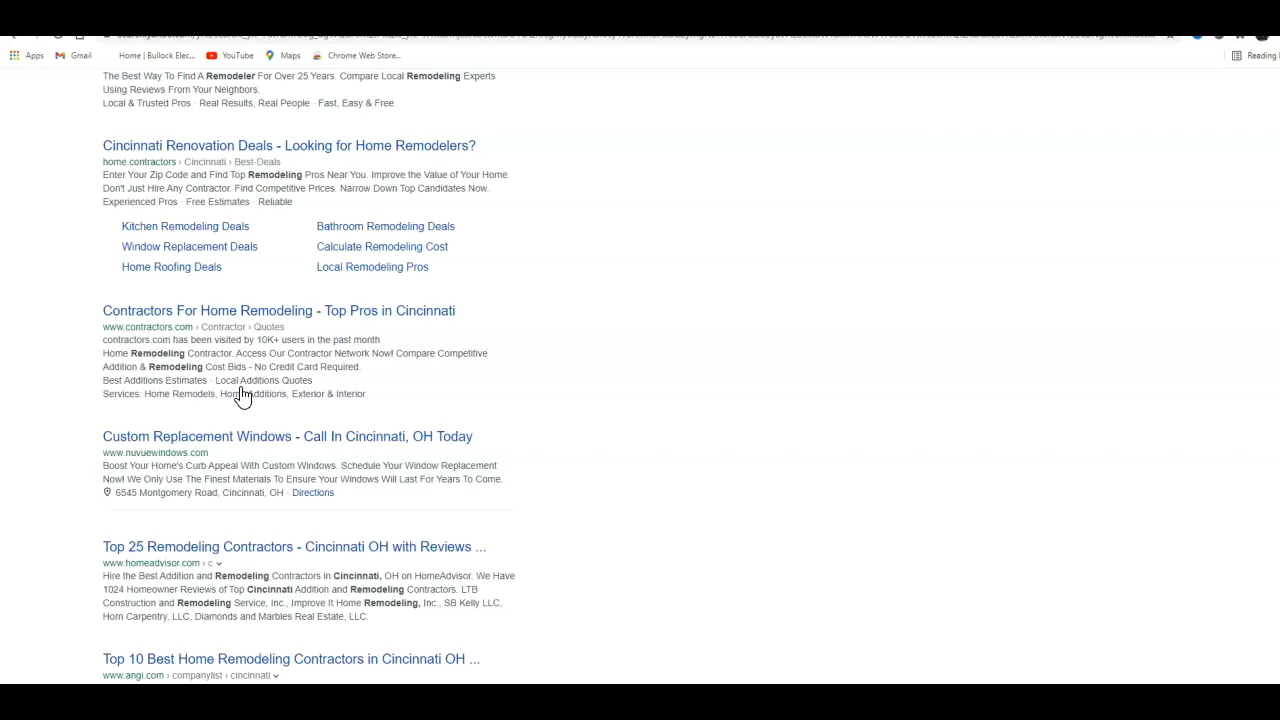 Apps Gmail Home | Bullock Elec... YouTube Maps Chrome Web Store... Reading
The Best Way To Find A Remodeler For Over 25 Years. Compare Local Remodeling Experts
Using Reviews From Your Neighbors.
Local & Trusted Pros · Real Results, Real People · Fast, Easy & Free
Cincinnati Renovation Deals - Looking for Home Remodelers?
home.contractors › Cincinnati › Best-Deals
Enter Your Zip Code and Find Top Remodeling Pros Near You. Improve the Value of Your Home.
Don't Just Hire Any Contractor. Find Competitive Prices. Narrow Down Top Candidates Now.
Experienced Pros · Free Estimates · Reliable
Kitchen Remodeling Deals Bathroom Remodeling Deals
Window Replacement Deals Calculate Remodeling Cost
Home Roofing Deals Local Remodeling Pros
Contractors For Home Remodeling - Top Pros in Cincinnati
www.contractors.com › Contractor › Quotes
contractors.com has been visited by 10K+ users in the past month
Home Remodeling Contractor. Access Our Contractor Network Now! Compare Competitive
Addition & Remodeling Cost Bids - No Credit Card Required.
Best Additions Estimates · Local Additions Quotes
Services: Home Remodels, Home Additions, Exterior & Interior
Custom Replacement Windows - Call In Cincinnati, OH Today
www.nuvuewindows.com
Boost Your Home's Curb Appeal With Custom Windows. Schedule Your Window Replacement
Now! We Only Use The Finest Materials To Ensure Your Windows Will Last For Years To Come.
6545 Montgomery Road, Cincinnati, OH · Directions
Top 25 Remodeling Contractors - Cincinnati OH with Reviews ...
www.homeadvisor.com › c
Hire the Best Addition and Remodeling Contractors in Cincinnati, OH on HomeAdvisor. We Have
1024 Homeowner Reviews of Top Cincinnati Addition and Remodeling Contractors. LTB
Construction and Remodeling Service, Inc., Improve It Home Remodeling, Inc., SB Kelly LLC,
Horn Carpentry, LLC, Diamonds and Marbles Real Estate, LLC.
Top 10 Best Home Remodeling Contractors in Cincinnati OH ...
www.angi.com › companylist › cincinnati